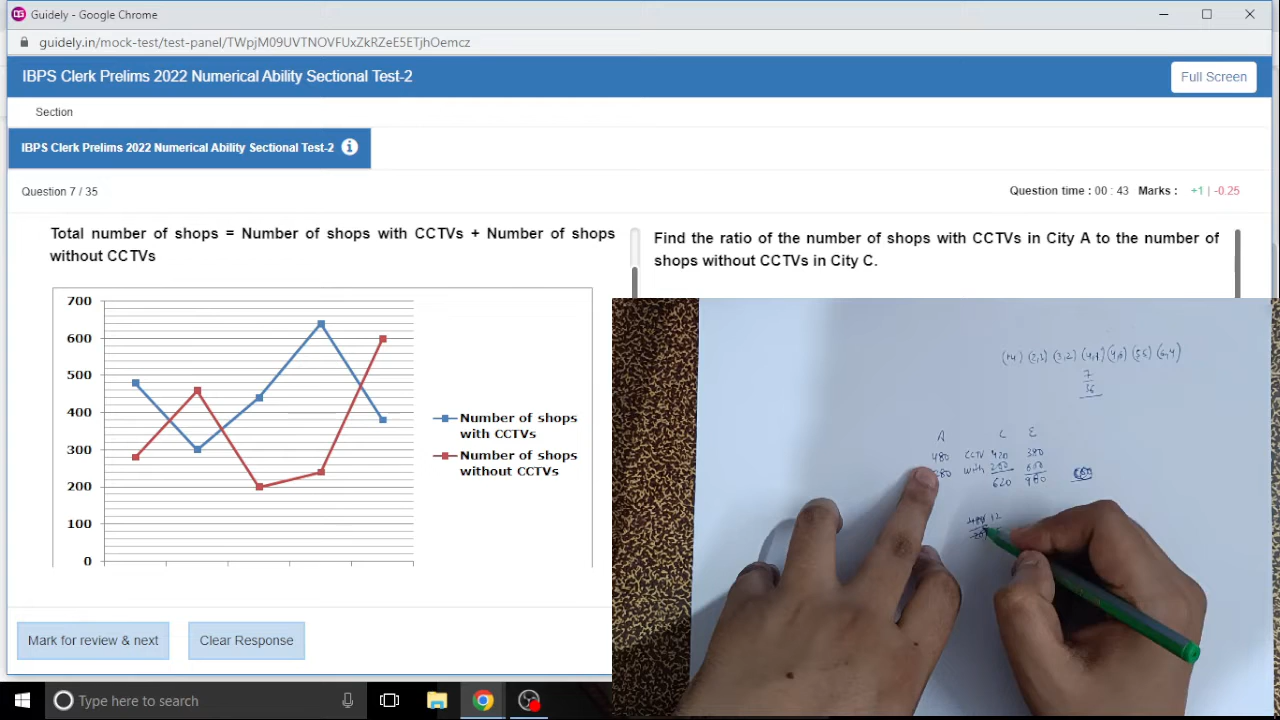 Guidely - Google Chrome
guidely.in/mock-test/test-panel/TWpjM09UVTNOVFUxZkRZeE5ETjhOemcz
IBPS Clerk Prelims 2022 Numerical Ability Sectional Test-2
Full Screen
Section
IBPS Clerk Prelims 2022 Numerical Ability Sectional Test-2 i
Question 7 / 35
Question time : 00 : 43 Marks : +1 | -0.25
Total number of shops = Number of shops with CCTVs + Number of shops
without CCTVs
700
600
500
400
300
200
100
0
Number of shops
with CCTVs
Number of shops
without CCTVs
Find the ratio of the number of shops with CCTVs in City A to the number of
shops without CCTVs in City C.
7
16
A C E
480 CCTV 380
620
12
Mark for review & next
Clear Response
Type here to search